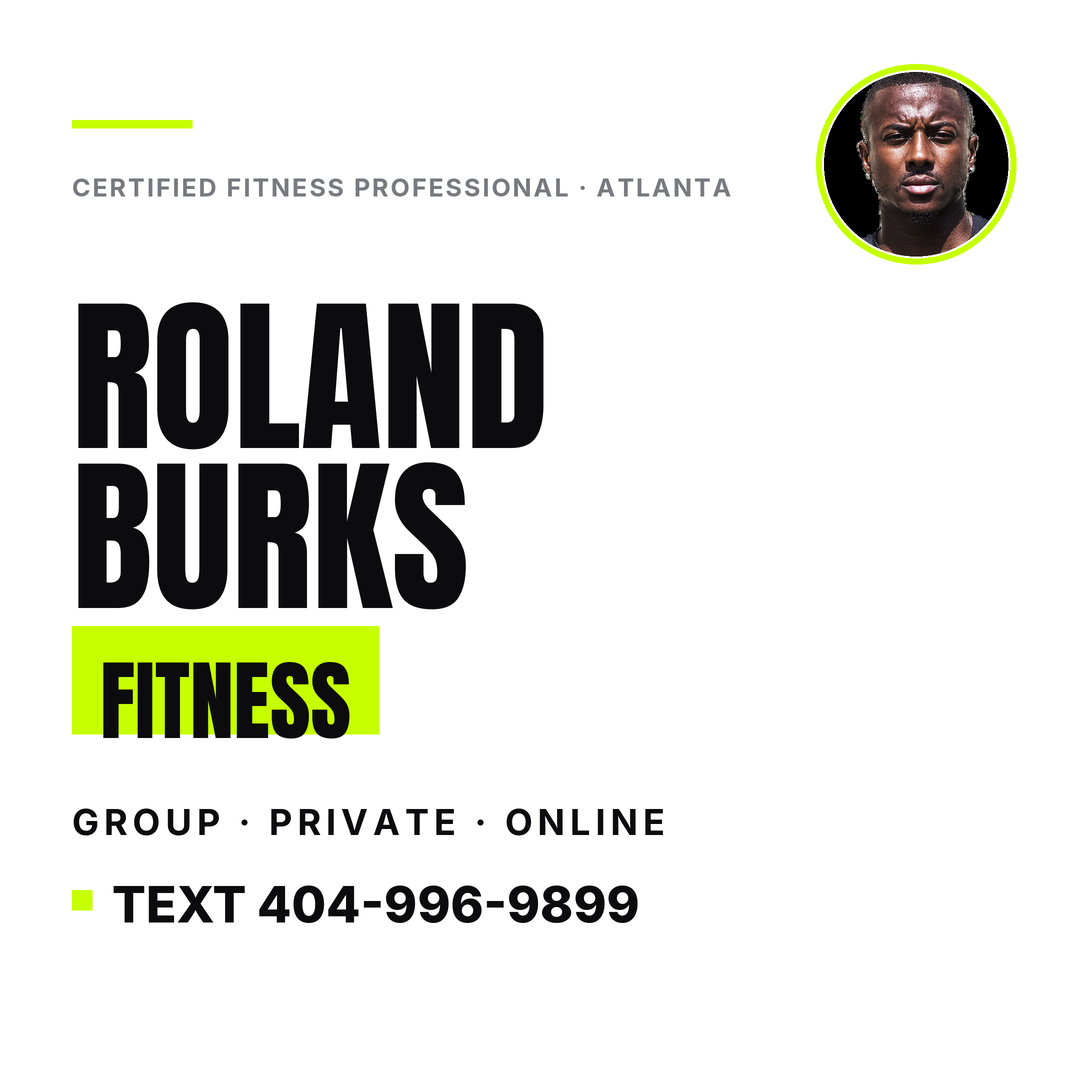 CERTIFIED FITNESS PROFESSIONAL · ATLANTA
ROLAND
BURKS
FITNESS
GROUP · PRIVATE · ONLINE
TEXT 404-996-9899